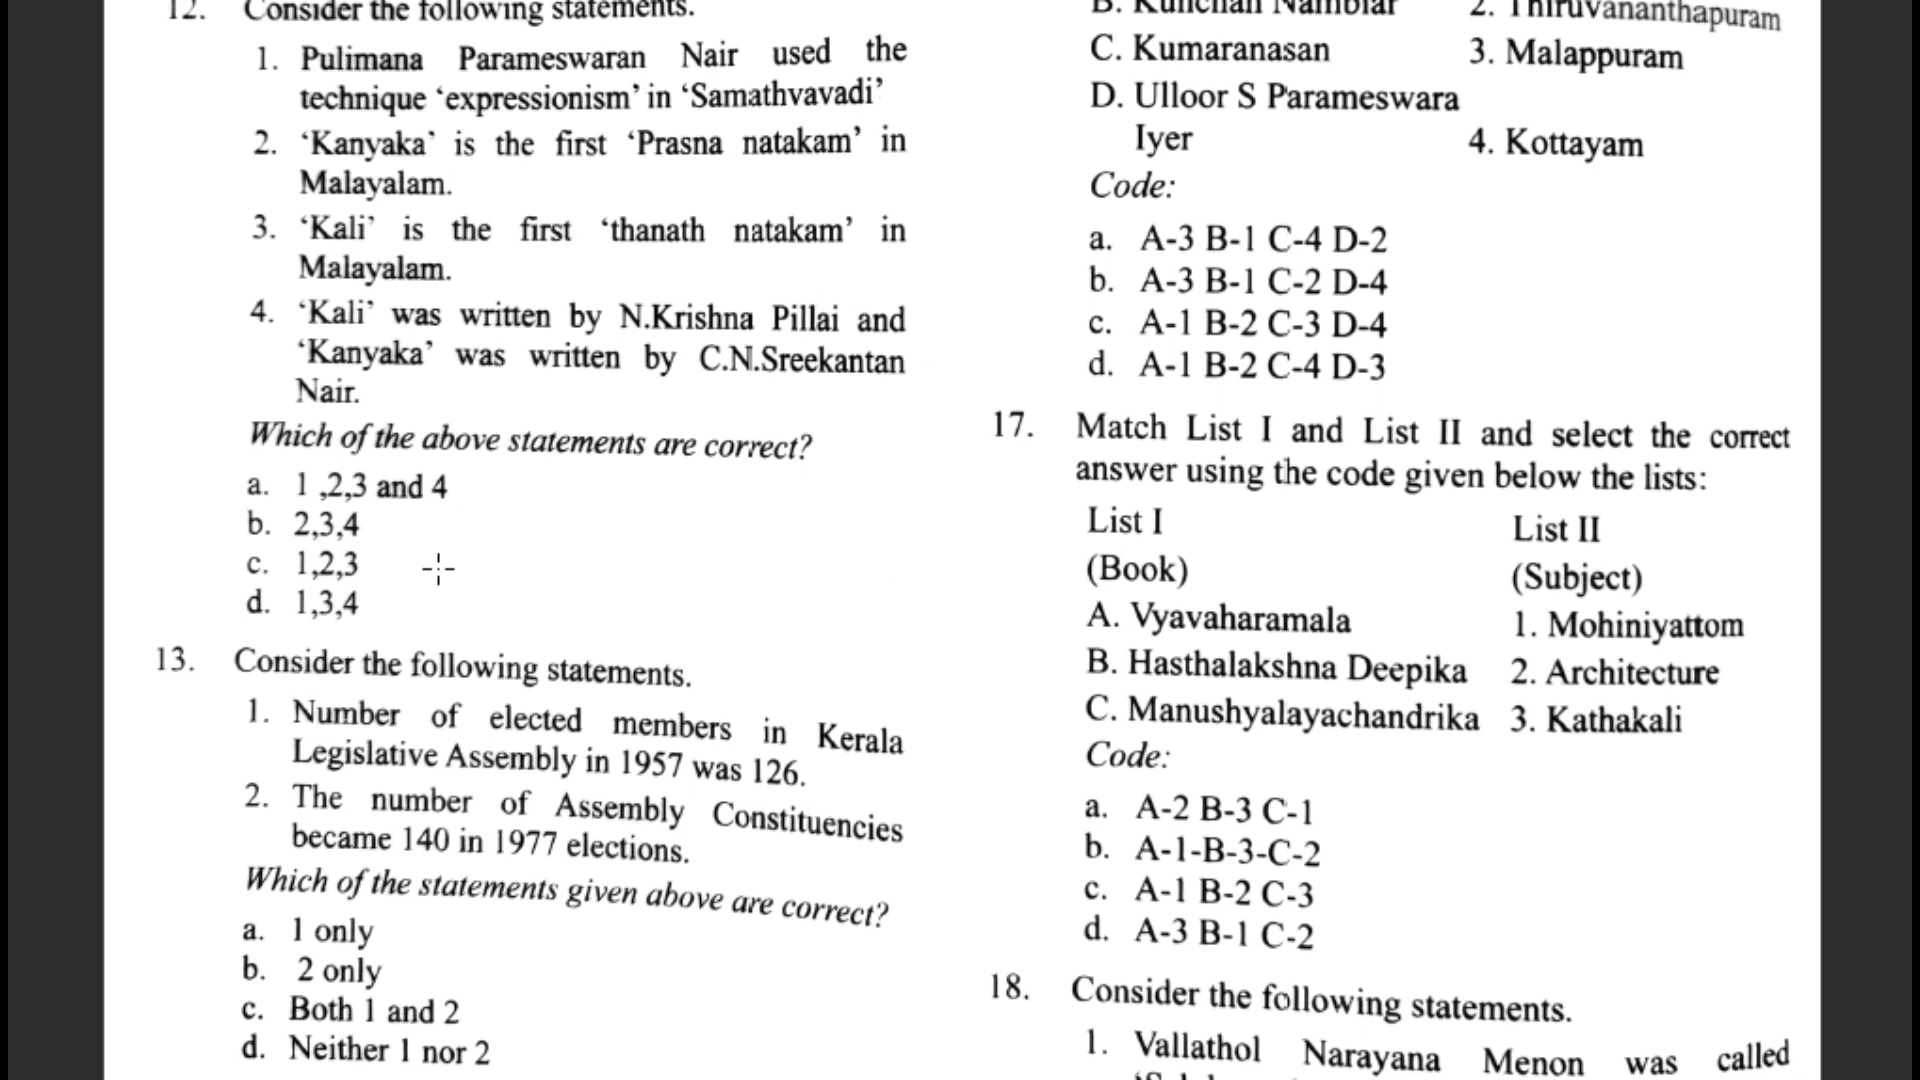 12. Consider the following statements.
1. Pulimana Parameswaran Nair used the
technique ‘expressionism’ in ‘Samathvavadi’
2. ‘Kanyaka’ is the first ‘Prasna natakam’ in
Malayalam.
3. ‘Kali’ is the first ‘thanath natakam’ in
Malayalam.
4. ‘Kali’ was written by N.Krishna Pillai and
‘Kanyaka’ was written by C.N.Sreekantan
Nair.
Which of the above statements are correct?
a. 1 ,2,3 and 4
b. 2,3,4
c. 1,2,3
d. 1,3,4
13. Consider the following statements.
1. Number of elected members in Kerala
Legislative Assembly in 1957 was 126.
2. The number of Assembly Constituencies
became 140 in 1977 elections.
Which of the statements given above are correct?
a. 1 only
b. 2 only
c. Both 1 and 2
d. Neither 1 nor 2
B. Kunchan Nambiar 2. Thiruvananthapuram
C. Kumaranasan 3. Malappuram
D. Ulloor S Parameswara
Iyer 4. Kottayam
Code:
a. A-3 B-1 C-4 D-2
b. A-3 B-1 C-2 D-4
c. A-1 B-2 C-3 D-4
d. A-1 B-2 C-4 D-3
17. Match List I and List II and select the correct
answer using the code given below the lists:
List I List II
(Book) (Subject)
A. Vyavaharamala 1. Mohiniyattom
B. Hasthalakshna Deepika 2. Architecture
C. Manushyalayachandrika 3. Kathakali
Code:
a. A-2 B-3 C-1
b. A-1-B-3-C-2
c. A-1 B-2 C-3
d. A-3 B-1 C-2
18. Consider the following statements.
1. Vallathol Narayana Menon was called